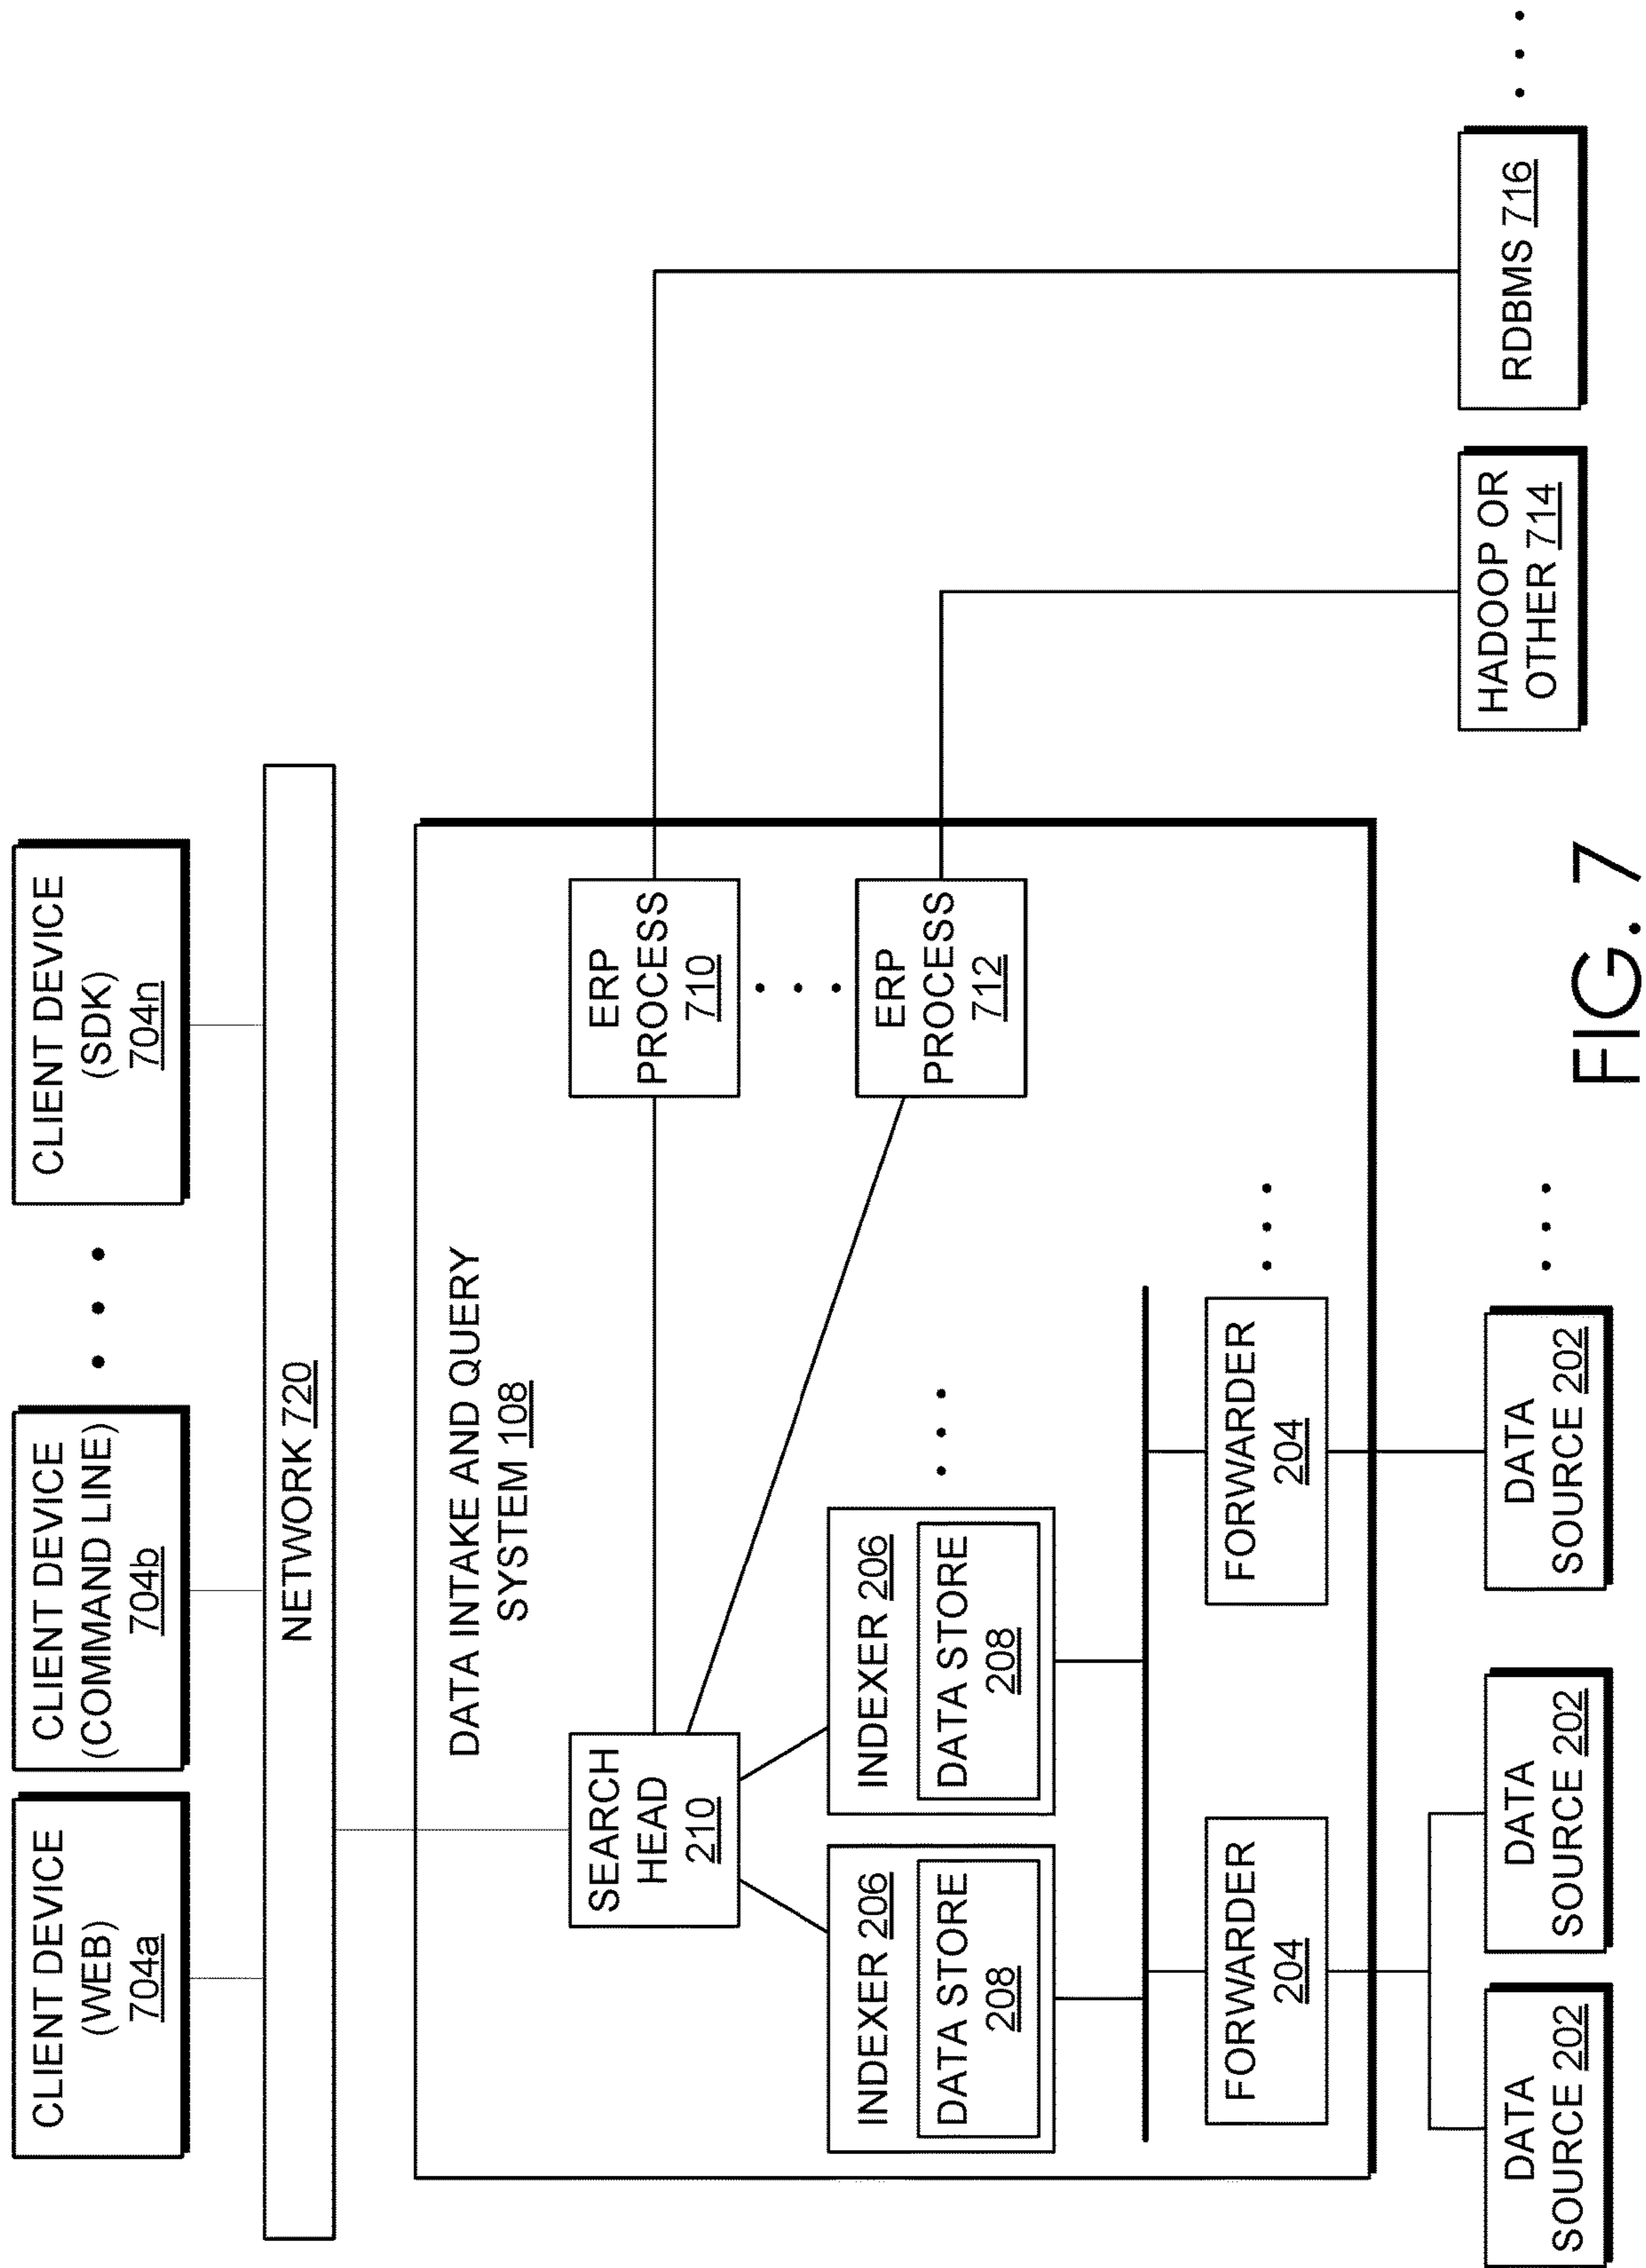 CLIENT DEVICE
(WEB)
704a
CLIENT DEVICE
(COMMAND LINE)
704b
CLIENT DEVICE
(SDK)
704n
NETWORK 720
DATA INTAKE AND QUERY
SYSTEM 108
SEARCH
HEAD
210
ERP
PROCESS
710
INDEXER 206
DATA STORE
208
INDEXER 206
DATA STORE
208
ERP
PROCESS
712
FORWARDER
204
FORWARDER
204
DATA
SOURCE 202
DATA
SOURCE 202
DATA
SOURCE 202
HADOOP OR
OTHER 714
RDBMS 716
FIG. 7